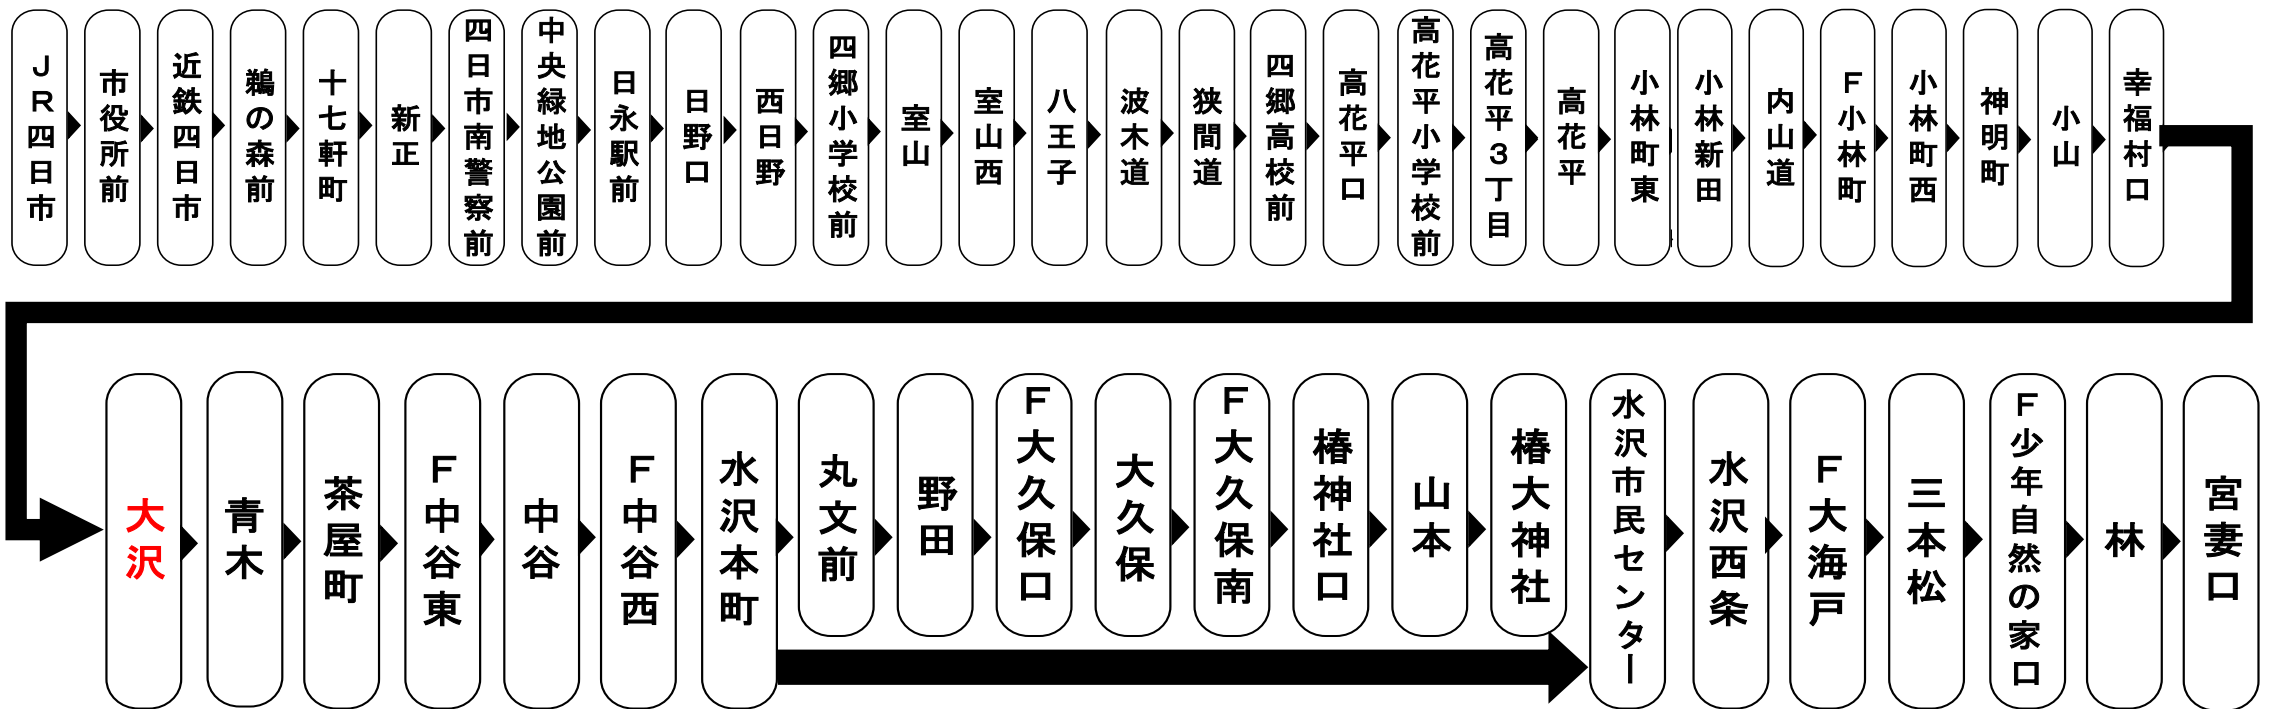 ＪＲ四日市
市役所前
近鉄四日市
鵜の森前
十七軒町
新正
四日市南警察前
中央緑地公園前
日永駅前
日野口
西日野
四郷小学校前
室山
室山西
八王子
波木道
狭間道
四郷高校前
高花平口
高花平小学校前
高花平３丁目
高花平
小林町東
小林新田
内山道
Ｆ小林町
小林町西
神明町
小山
幸福村口
大沢
青木
茶屋町
Ｆ中谷東
中谷
Ｆ中谷西
水沢本町
丸文前
野田
Ｆ大久保口
大久保
Ｆ大久保南
椿神社口
山本
椿大神社
水沢市民センター
水沢西条
Ｆ大海戸
三本松
Ｆ少年自然の家口
林
宮妻口